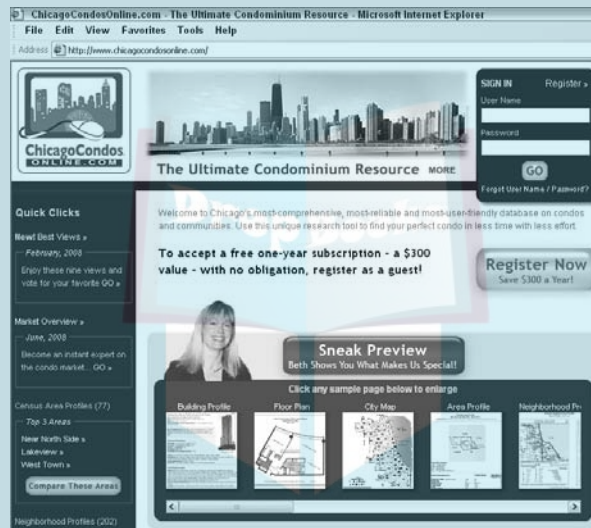 ChicagoCondosOnline.com - The Ultimate Condominium Resource - Microsoft Internet Explorer
File Edit View Favorites Tools Help
Address http://www.chicagocondosonline.com/
ChicagoCondos
ONLINE.COM
The Ultimate Condominium Resource MORE
SIGN IN Register »
User Name
Password
GO
Forgot User Name / Password?
Quick Clicks
New! Best Views »
February, 2008
Enjoy these nine views and
vote for your favorite GO »
Market Overview »
June, 2008
Become an instant expert on
the condo market... GO »
Census Area Profiles (77)
Top 3 Areas
Near North Side »
Lakeview »
West Town »
Compare These Areas
Neighborhood Profiles (202)
Welcome to Chicago's most-comprehensive, most-reliable and most-user-friendly database on condos
and communities. Use this unique research tool to find your perfect condo in less time with less effort.
To accept a free one-year subscription - a $300
value - with no obligation, register as a guest!
Register Now
Save $300 a Year!
Sneak Preview
Beth Shows You What Makes Us Special!
Click any sample page below to enlarge
Building Profile Floor Plan City Map Area Profile Neighborhood Pr